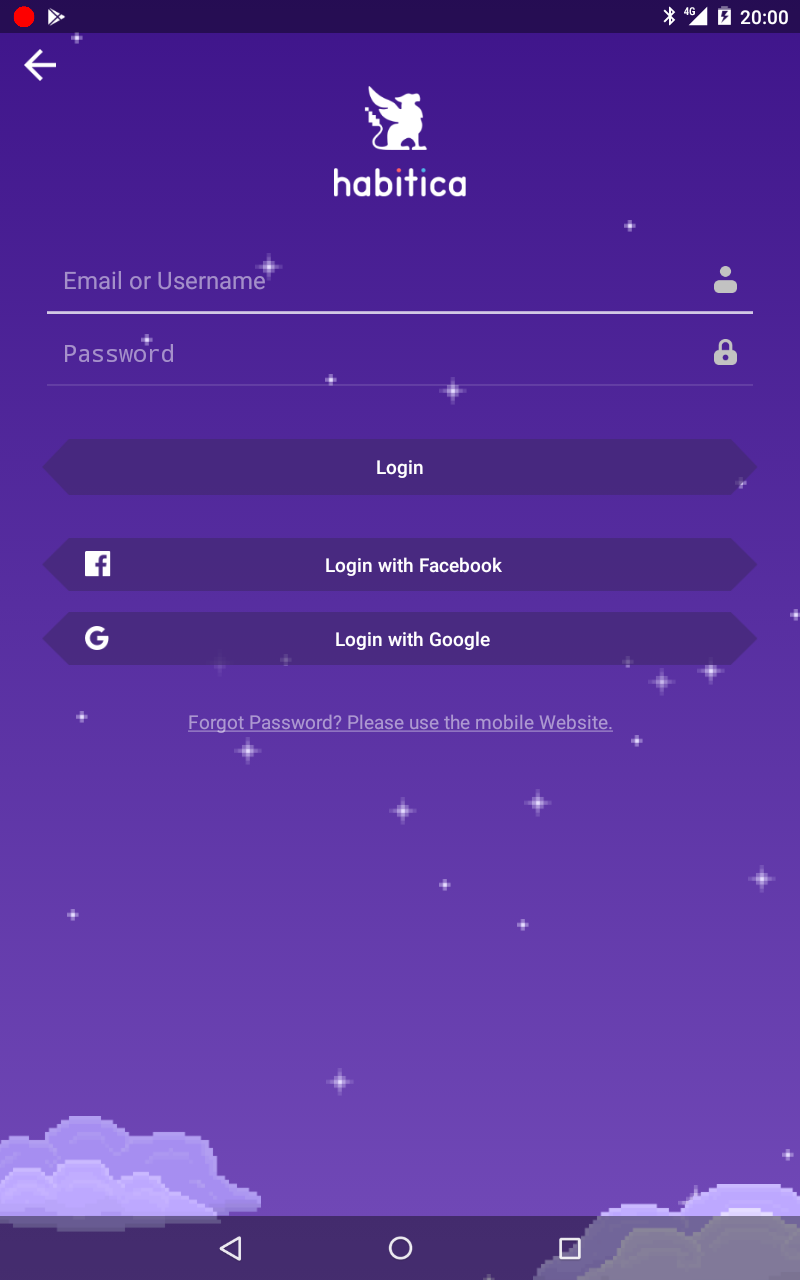 4G 20:00
habitica
Email or Username
Password
Login
Login with Facebook
Login with Google
Forgot Password? Please use the mobile Website.